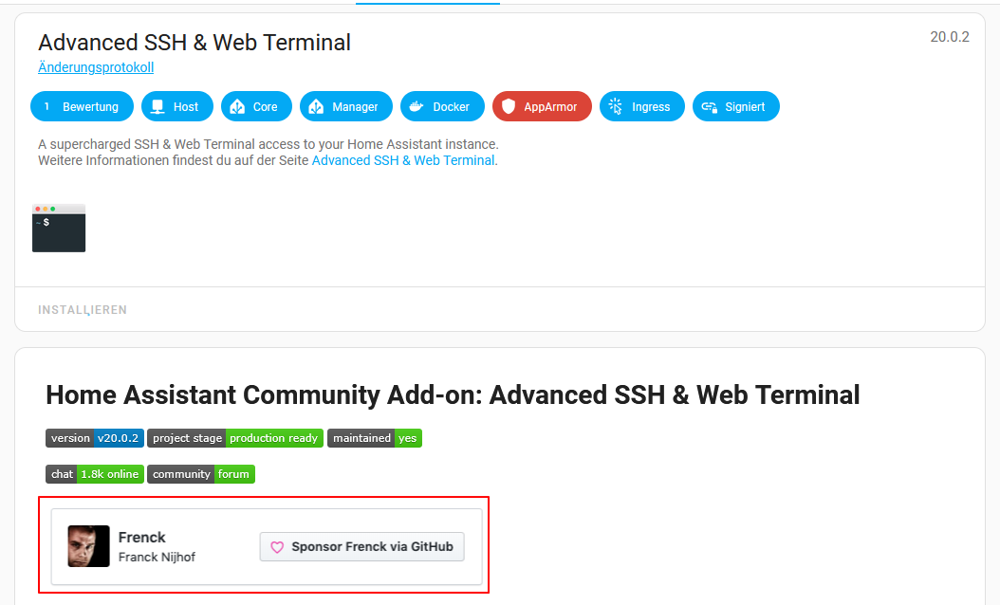 Advanced SSH & Web Terminal
20.0.2
Änderungsprotokoll
1 Bewertung Host Core Manager Docker AppArmor Ingress Signiert
A supercharged SSH & Web Terminal access to your Home Assistant instance.
Weitere Informationen findest du auf der Seite Advanced SSH & Web Terminal.
~ $
INSTALLIEREN
Home Assistant Community Add-on: Advanced SSH & Web Terminal
version v20.0.2 project stage production ready maintained yes
chat 1.8k online community forum
Frenck
Franck Nijhof
Sponsor Frenck via GitHub